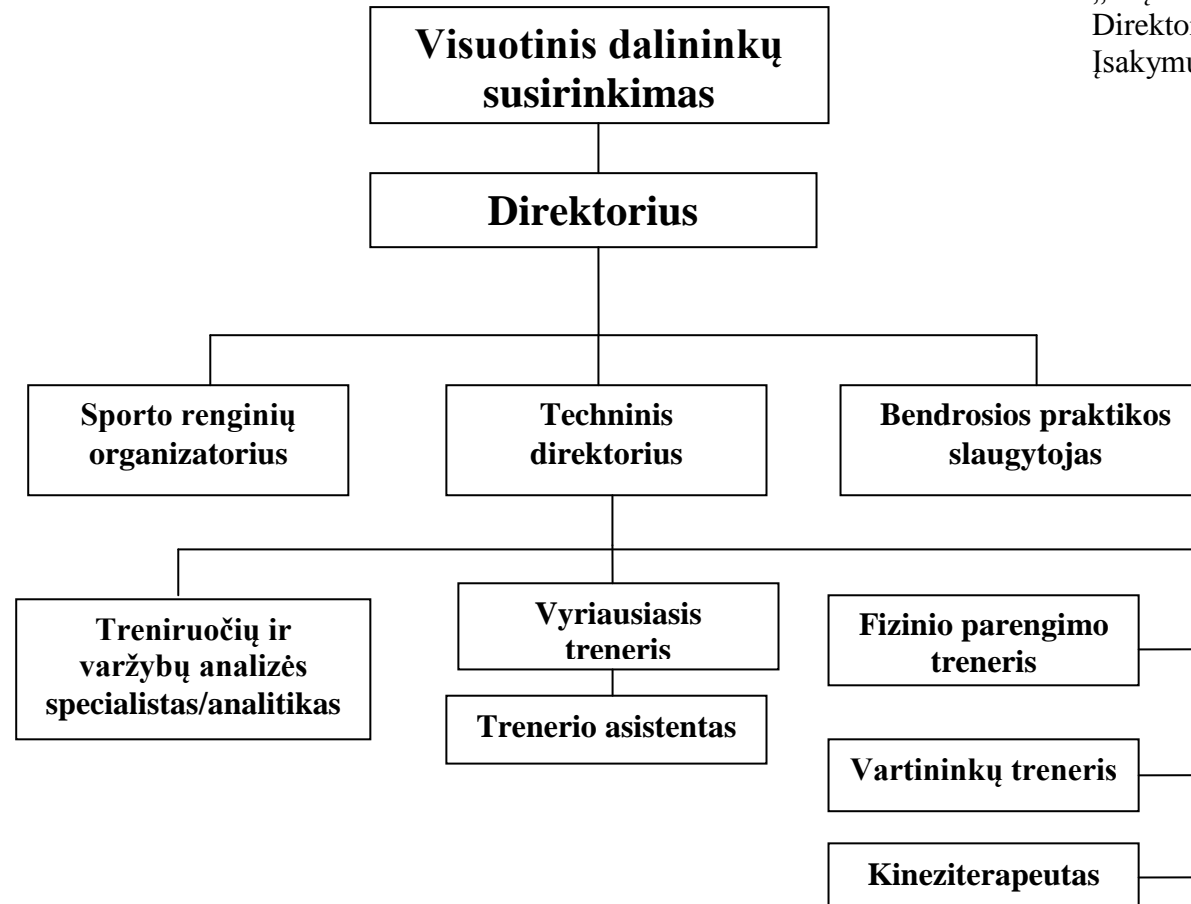 Direktor
Įsakymu
Visuotinis dalininkų
susirinkimas
Direktorius
Sporto renginių
organizatorius
Techninis
direktorius
Bendrosios praktikos
slaugytojas
Treniruočių ir
varžybų analizės
specialistas/analitikas
Vyriausiasis
treneris
Trenerio asistentas
Fizinio parengimo
treneris
Vartininkų treneris
Kineziterapeutas